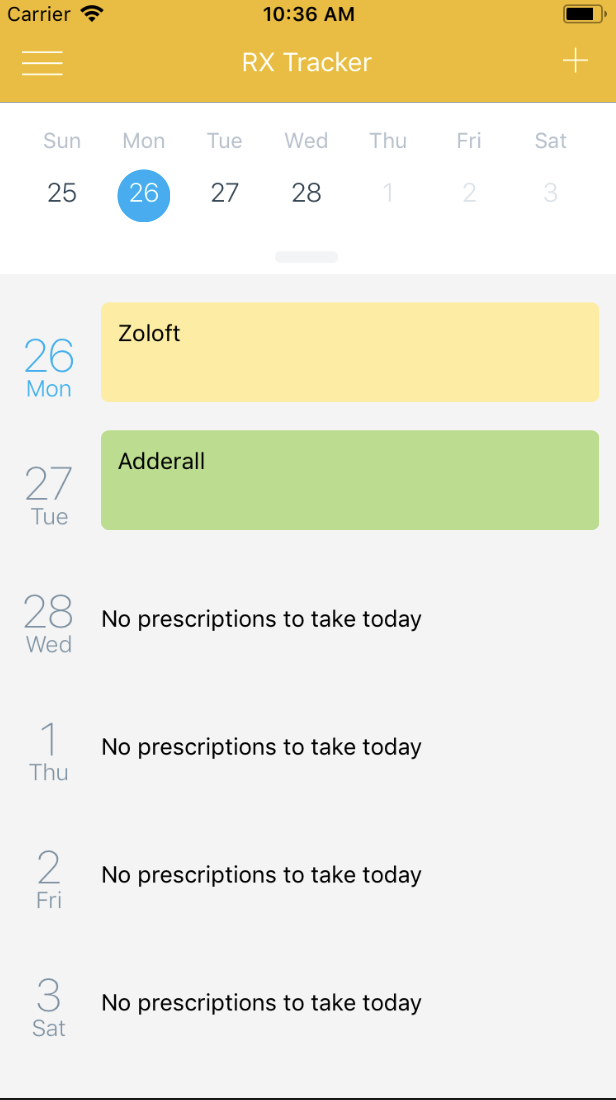 Carrier 10:36 AM
RX Tracker
Sun Mon Tue Wed Thu Fri Sat
25 26 27 28 1 2 3
26
Mon
Zoloft
27
Tue
Adderall
28
Wed
No prescriptions to take today
1
Thu
No prescriptions to take today
2
Fri
No prescriptions to take today
3
Sat
No prescriptions to take today